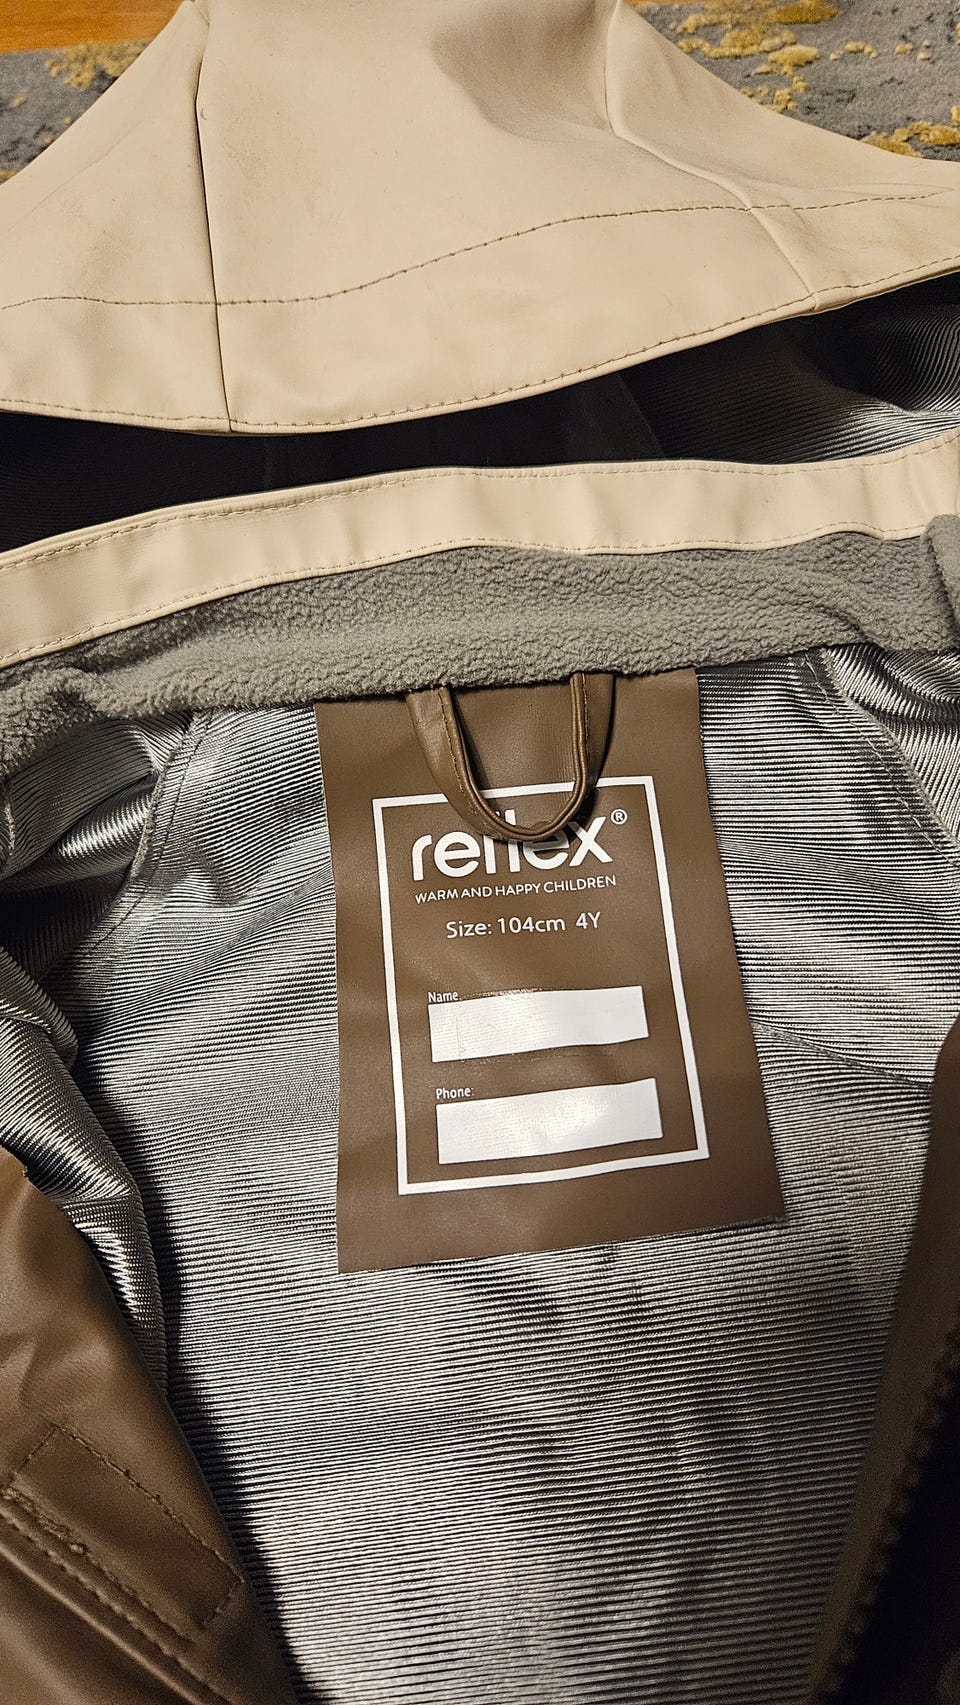 reflex®
WARM AND HAPPY CHILDREN
Size: 104cm 4Y
Name
Phone: